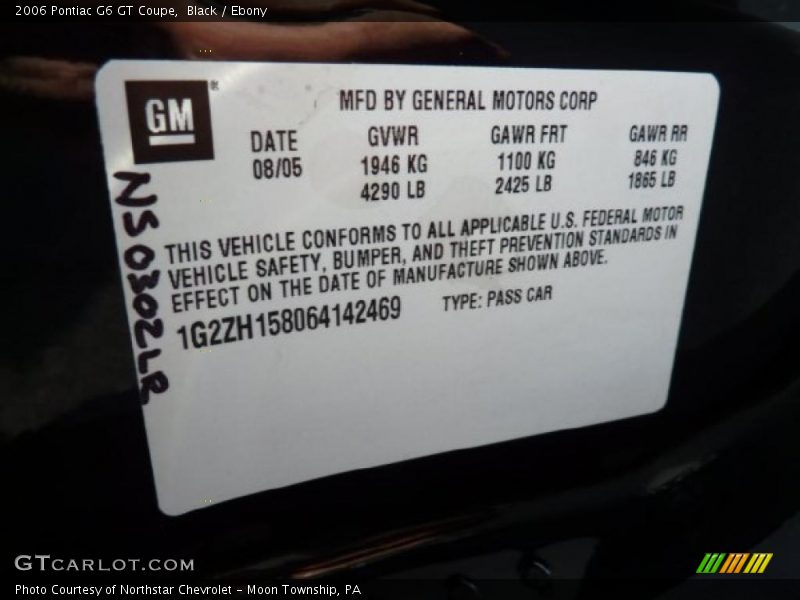 2006 Pontiac G6 GT Coupe, Black / Ebony
GM
MFD BY GENERAL MOTORS CORP
DATE GVWR GAWR FRT GAWR RR
08/05 1946 KG 1100 KG 846 KG
4290 LB 2425 LB 1865 LB
THIS VEHICLE CONFORMS TO ALL APPLICABLE U.S. FEDERAL MOTOR
VEHICLE SAFETY, BUMPER, AND THEFT PREVENTION STANDARDS IN
EFFECT ON THE DATE OF MANUFACTURE SHOWN ABOVE.
1G2ZH158064142469 TYPE: PASS CAR
NS0302LR
GTCARLOT.COM
Photo Courtesy of Northstar Chevrolet - Moon Township, PA